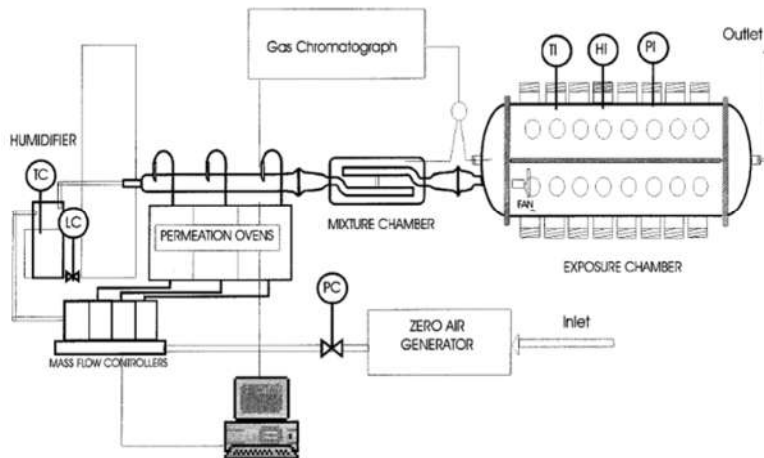 Gas Chromatograph
TI
HI
PI
Outlet
HUMIDIFIER
TC
LC
PERMEATION OVENS
MIXTURE CHAMBER
FAN
EXPOSURE CHAMBER
PC
ZERO AIR
GENERATOR
Inlet
MASS FLOW CONTROLLERS